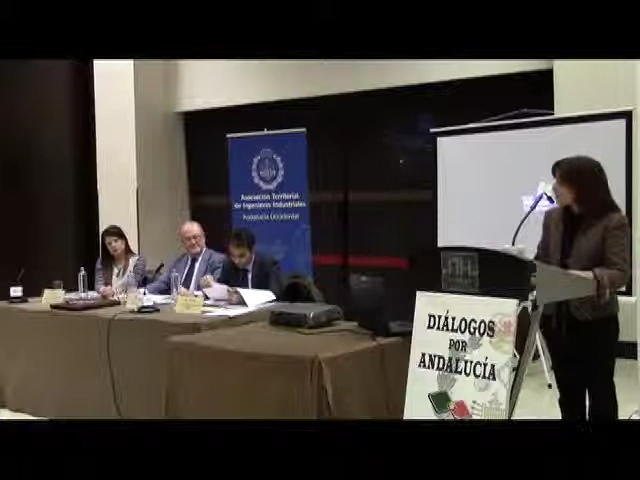 Asociación Territorial
de Ingenieros Industriales
Andalucía Occidental
DIÁLOGOS
POR
ANDALUCÍA